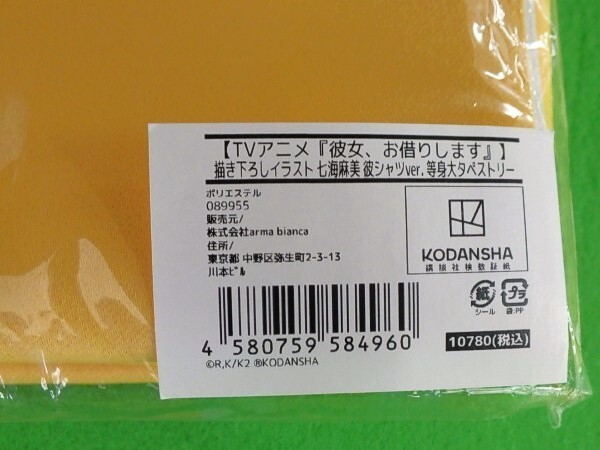 【TVアニメ『彼女、お借りします』】
描き下ろしイラスト 七海麻美 彼シャツver. 等身大タペストリー
ポリエステル
089955
販売元/
株式会社arma bianca
住所/
東京都 中野区弥生町2-3-13
川本ビル
KODANSHA
講談社検数証紙
紙
シール
プラ
袋:PP
4 580759 584960
10780(税込)
©R,K/K2 ®KODANSHA